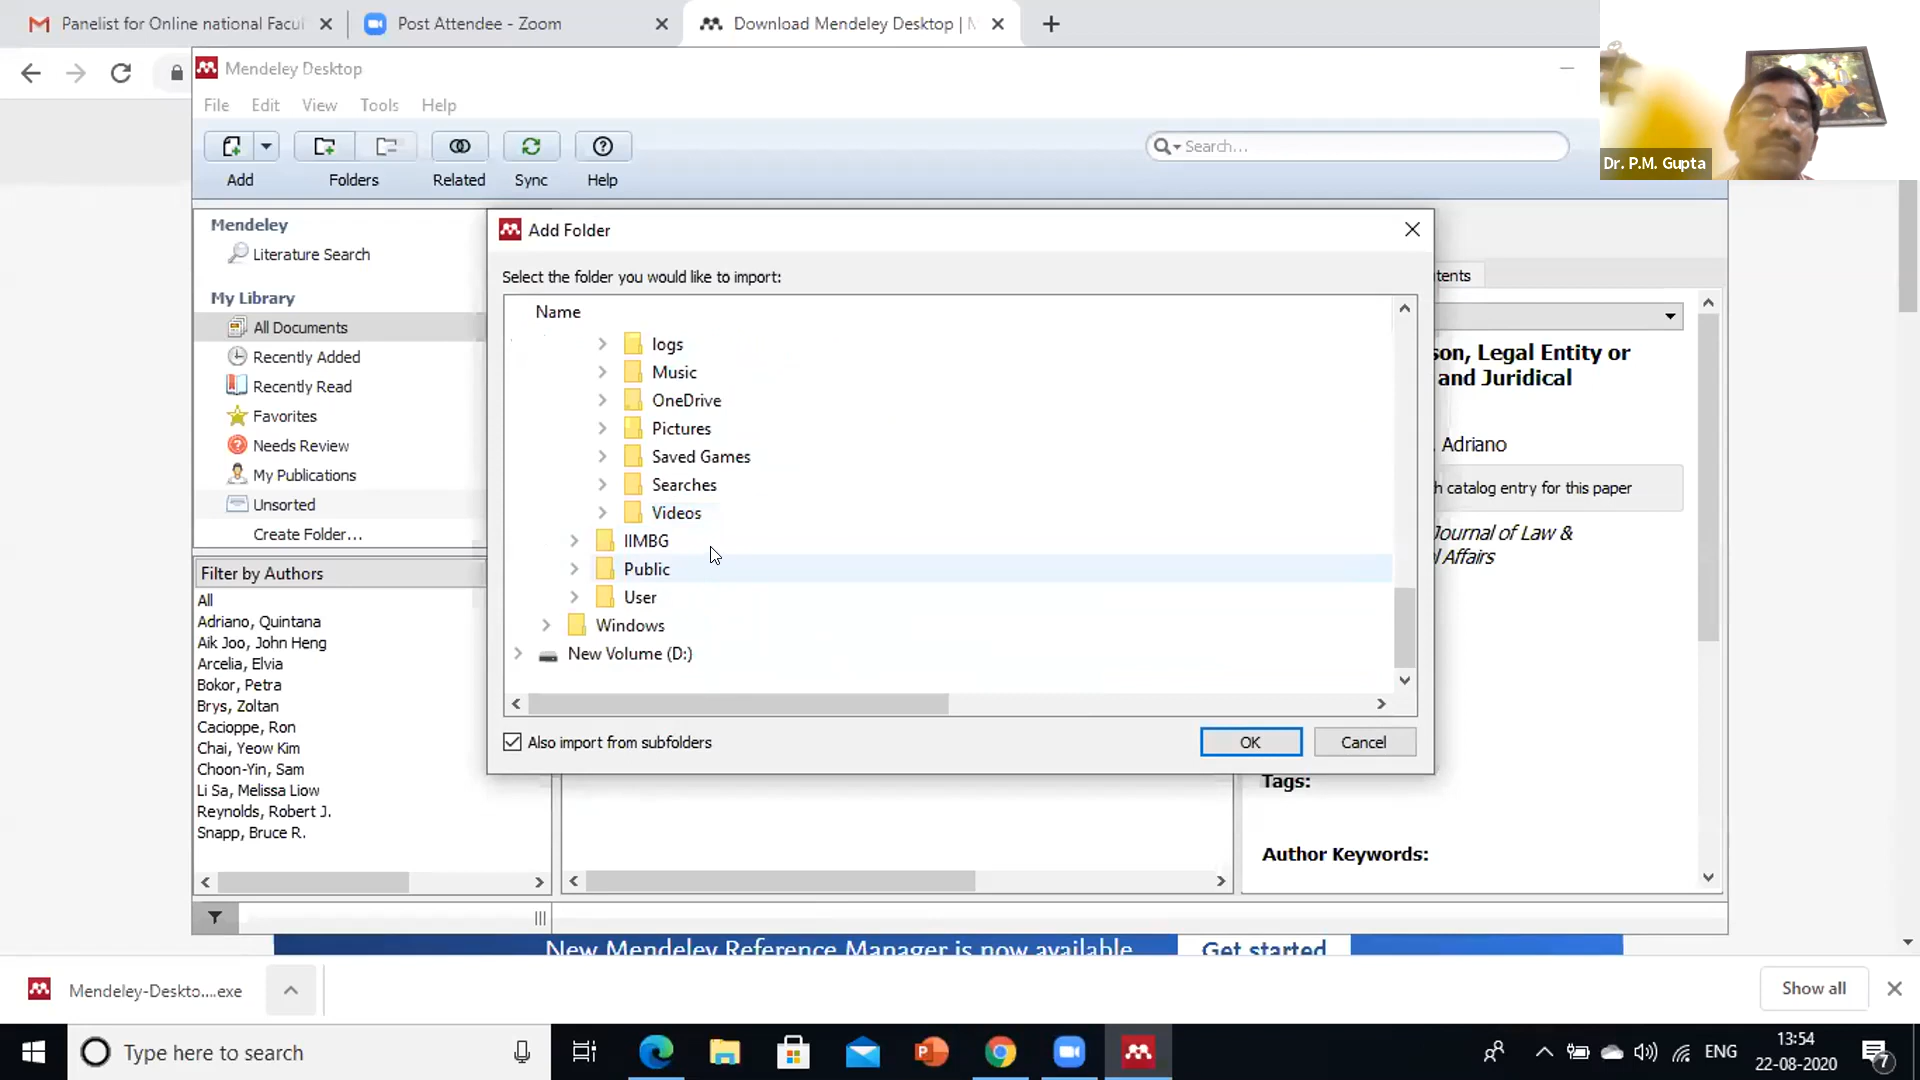 Panelist for Online national Facul
Post Attendee - Zoom
Download Mendeley Desktop | M
Mendeley Desktop
File Edit View Tools Help
Search...
Add Folders Related Sync Help
Dr. P.M. Gupta
Mendeley
Literature Search
My Library
All Documents
Recently Added
Recently Read
Favorites
Needs Review
My Publications
Unsorted
Create Folder...
Filter by Authors
All
Adriano, Quintana
Aik Joo, John Heng
Arcelia, Elvia
Bokor, Petra
Brys, Zoltan
Cacioppe, Ron
Chai, Yeow Kim
Choon-Yin, Sam
Li Sa, Melissa Liow
Reynolds, Robert J.
Snapp, Bruce R.
Add Folder
Select the folder you would like to import:
Name
logs
Music
OneDrive
Pictures
Saved Games
Searches
Videos
IIMBG
Public
User
Windows
New Volume (D:)
Also import from subfolders
OK
Cancel
tents
son, Legal Entity or
and Juridical
Adriano
h catalog entry for this paper
Journal of Law &
l Affairs
Tags:
Author Keywords:
New Mendeley Reference Manager is now available
Get started
Mendeley-Deskto....exe
Show all
Type here to search
ENG
13:54
22-08-2020
7